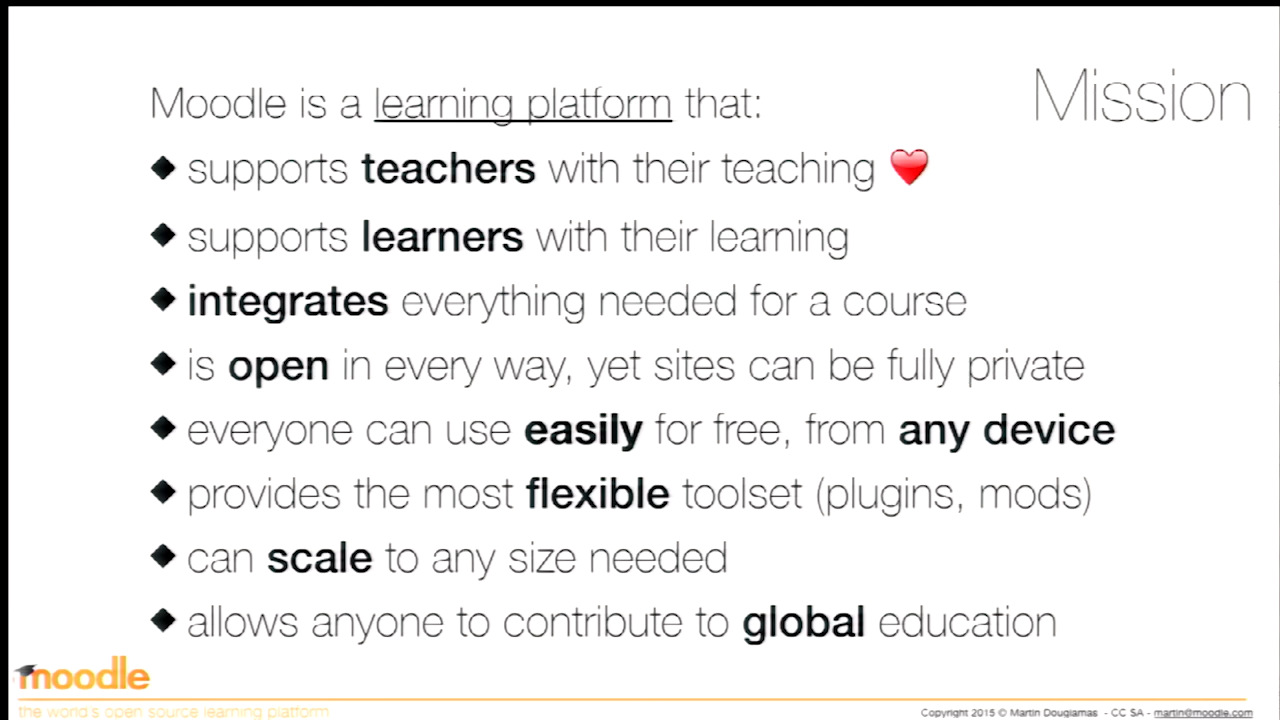 Mission
Moodle is a learning platform that:
◆ supports teachers with their teaching ❤️
◆ supports learners with their learning
◆ integrates everything needed for a course
◆ is open in every way, yet sites can be fully private
◆ everyone can use easily for free, from any device
◆ provides the most flexible toolset (plugins, mods)
◆ can scale to any size needed
◆ allows anyone to contribute to global education
moodle
the world's open source learning platform
Copyright 2015 © Martin Dougiamas - CC SA - martin@moodle.com